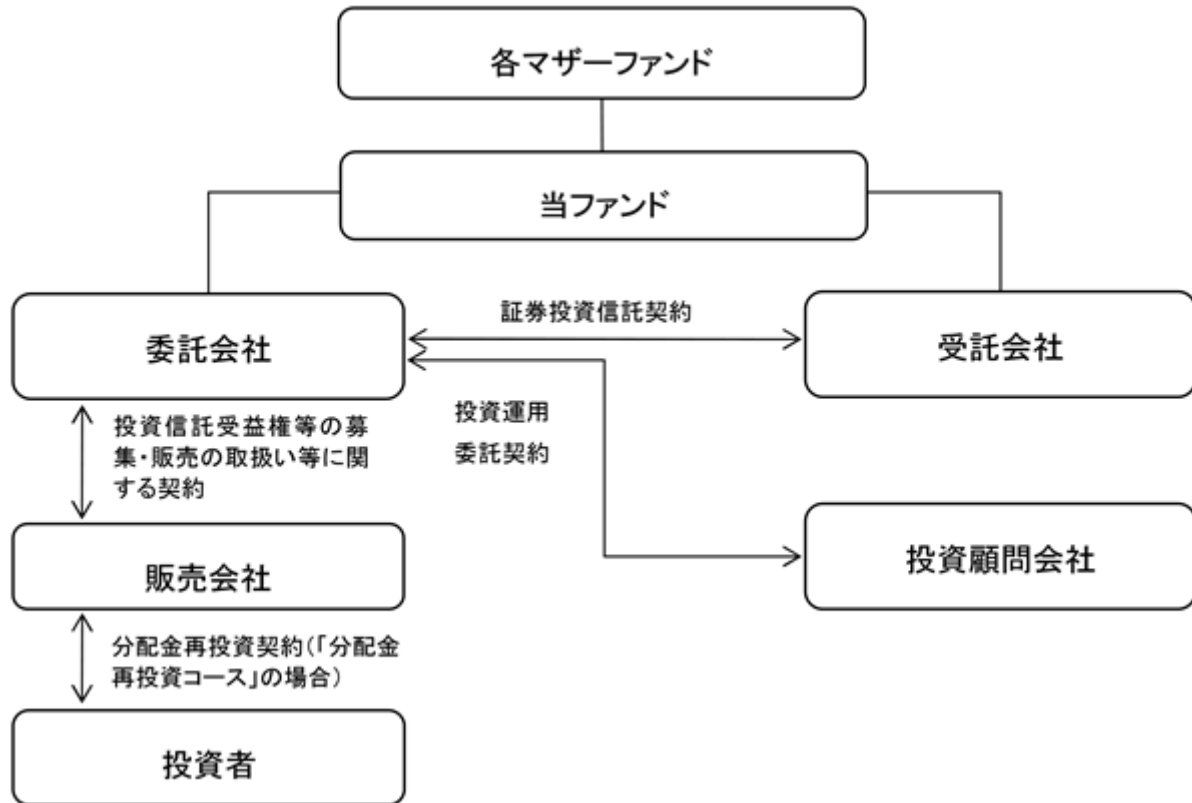 各マザーファンド
当ファンド
委託会社
証券投資信託契約
受託会社
投資信託受益権等の募
集・販売の取扱い等に関
する契約
投資運用
委託契約
販売会社
投資顧問会社
分配金再投資契約(「分配金
再投資コース」の場合)
投資者